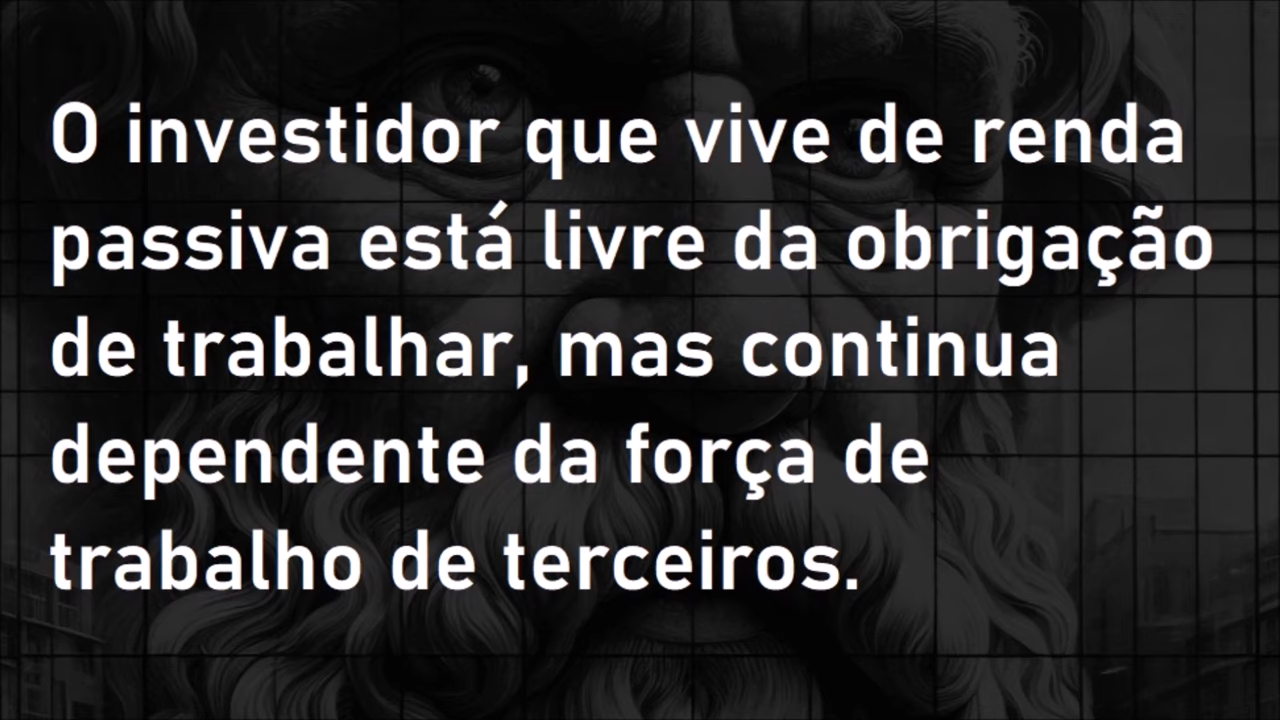 O investidor que vive de renda
passiva está livre da obrigação
de trabalhar, mas continua
dependente da força de
trabalho de terceiros.